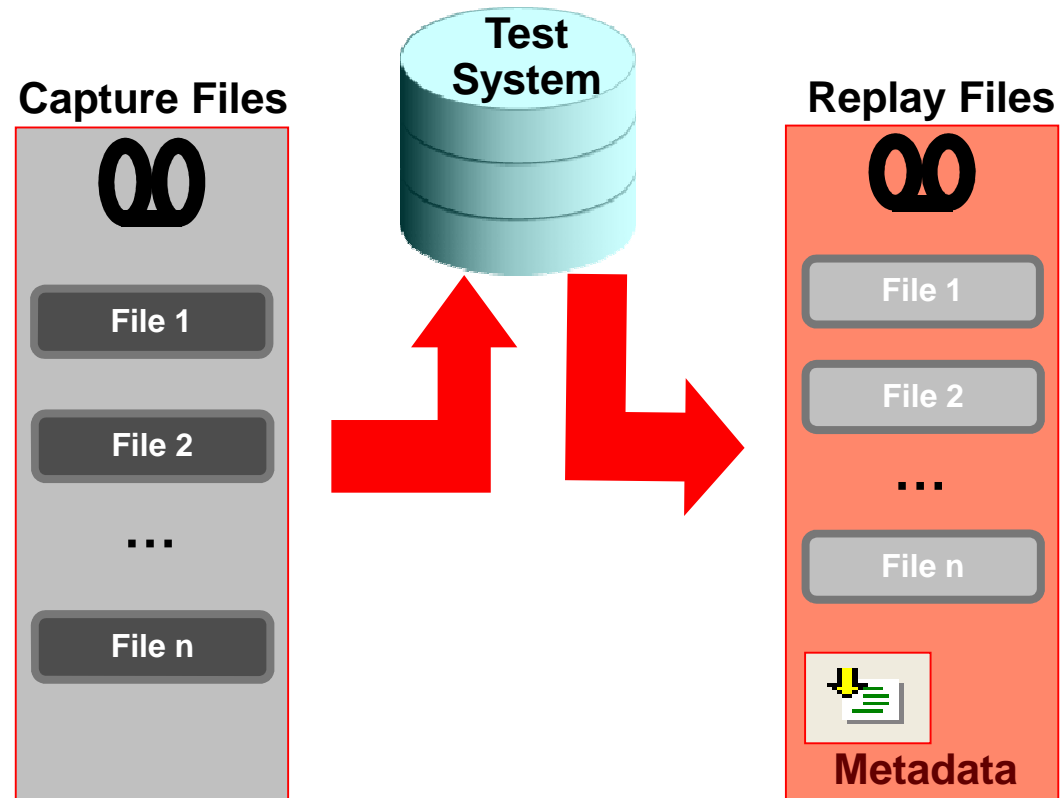 Test
System
Capture Files
File 1
File 2
...
File n
Replay Files
File 1
File 2
...
File n
Metadata